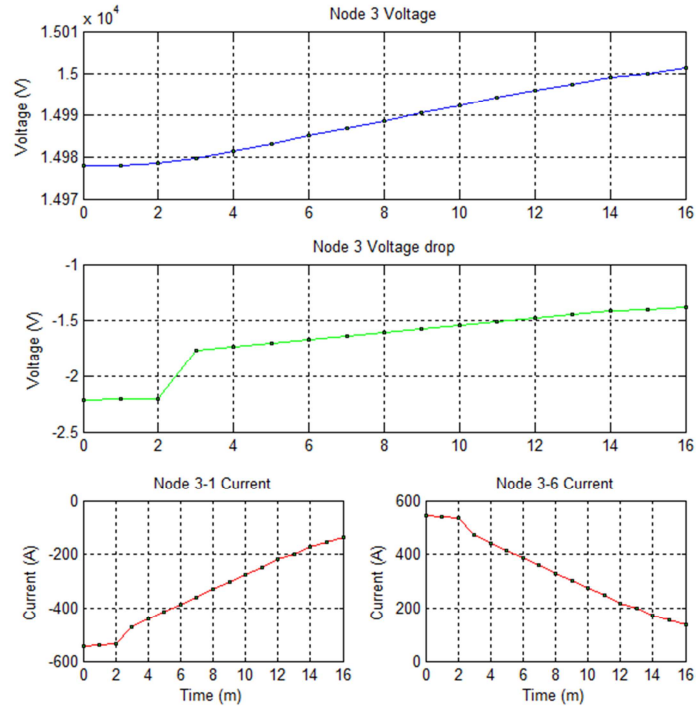 Node 3 Voltage
x 10^4
1.501
1.5
1.499
1.498
1.497
Voltage (V)
0 2 4 6 8 10 12 14 16
Node 3 Voltage drop
-1
-1.5
-2
-2.5
Voltage (V)
0 2 4 6 8 10 12 14 16
Node 3-1 Current
0
-200
-400
-600
Current (A)
0 2 4 6 8 10 12 14 16
Time (m)
Node 3-6 Current
600
400
200
0
Current (A)
0 2 4 6 8 10 12 14 16
Time (m)